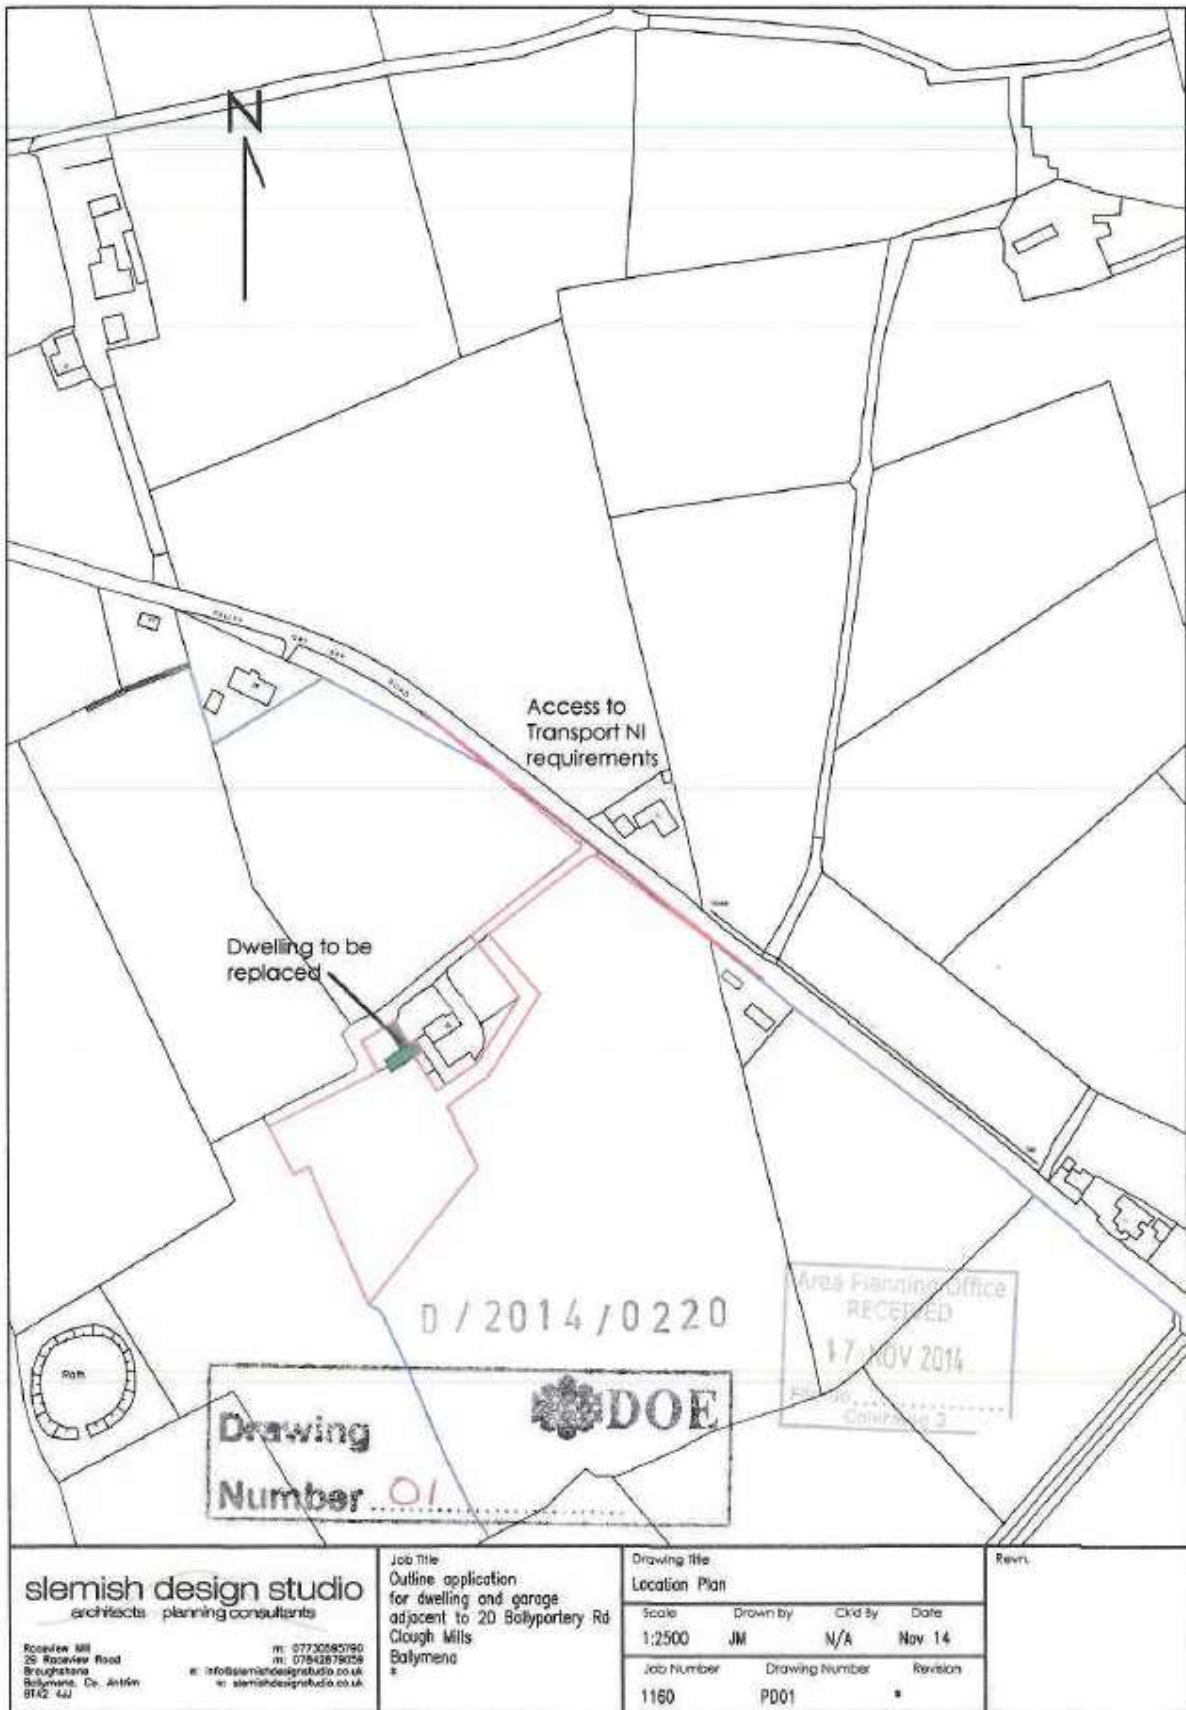 N
Access to
Transport NI
requirements
Dwelling to be
replaced
Rath
D / 2014 / 0220
Area Planning Office
RECEIVED
17 NOV 2014
DOE
Drawing
Number 01
slemish design studio
architects planning consultants
Raceview Mill
29 Raceview Road
Broughshane
Ballymena, Co. Antrim
BT42 4JJ
m: 07730595790
m: 07842879059
e: info@slemishdesignstudio.co.uk
w: slemishdesignstudio.co.uk
Job Title
Outline application
for dwelling and garage
adjacent to 20 Ballyportery Rd
Clough Mills
Ballymena
*
Drawing Title
Location Plan
Scale Drawn by Ck'd By Date
1:2500 JM N/A Nov 14
Job Number Drawing Number Revision
1160 PD01 *
Revn.